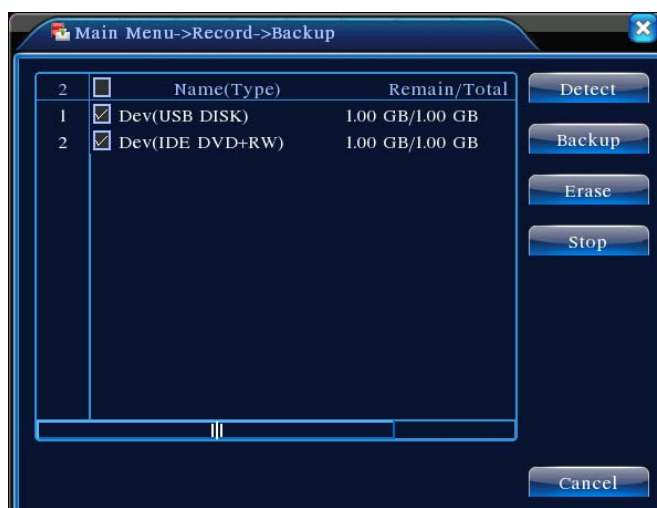 Main Menu->Record->Backup
2 Name(Type) Remain/Total
1 Dev(USB DISK) 1.00 GB/1.00 GB
2 Dev(IDE DVD+RW) 1.00 GB/1.00 GB
Detect
Backup
Erase
Stop
Cancel